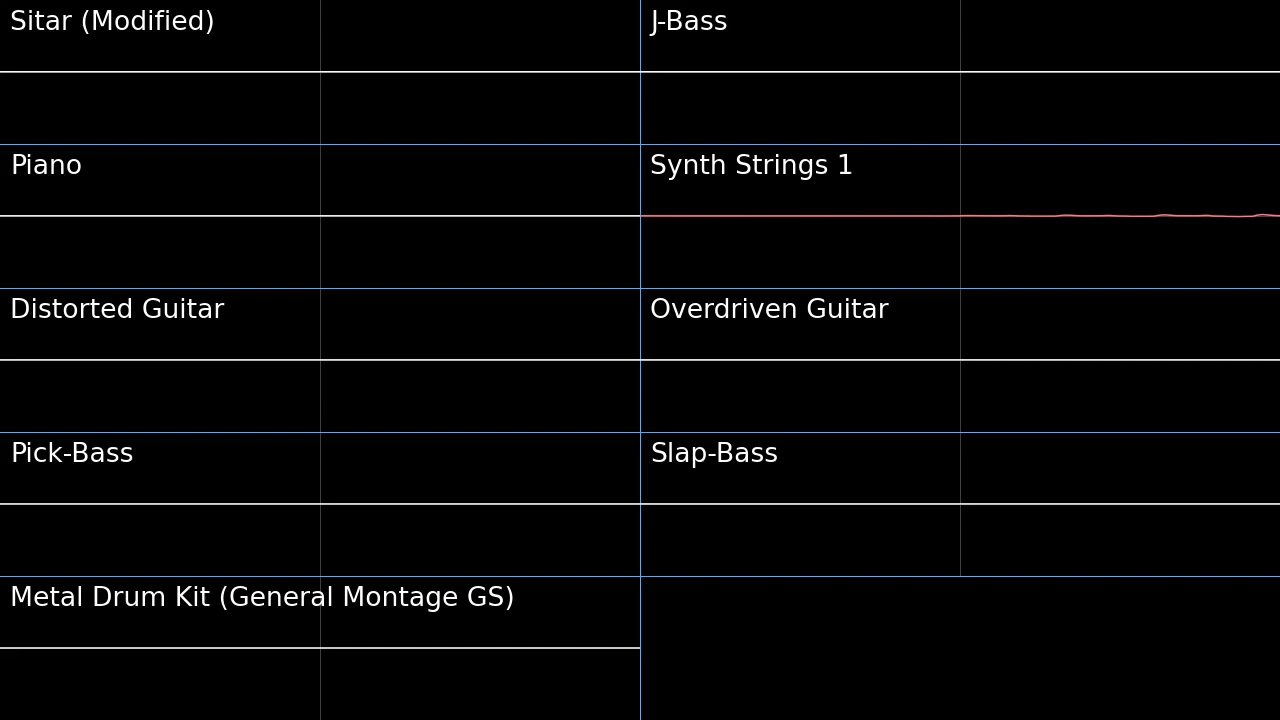 Sitar (Modified)
J-Bass
Piano
Synth Strings 1
Distorted Guitar
Overdriven Guitar
Pick-Bass
Slap-Bass
Metal Drum Kit (General Montage GS)